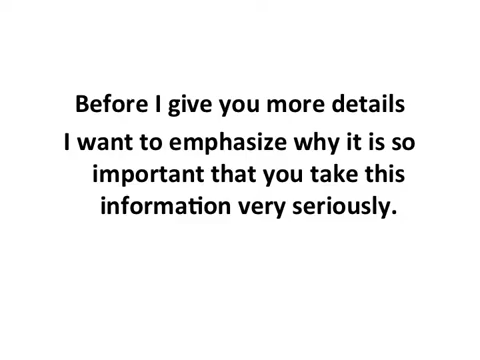 Before I give you more details
I want to emphasize why it is so
important that you take this
information very seriously.